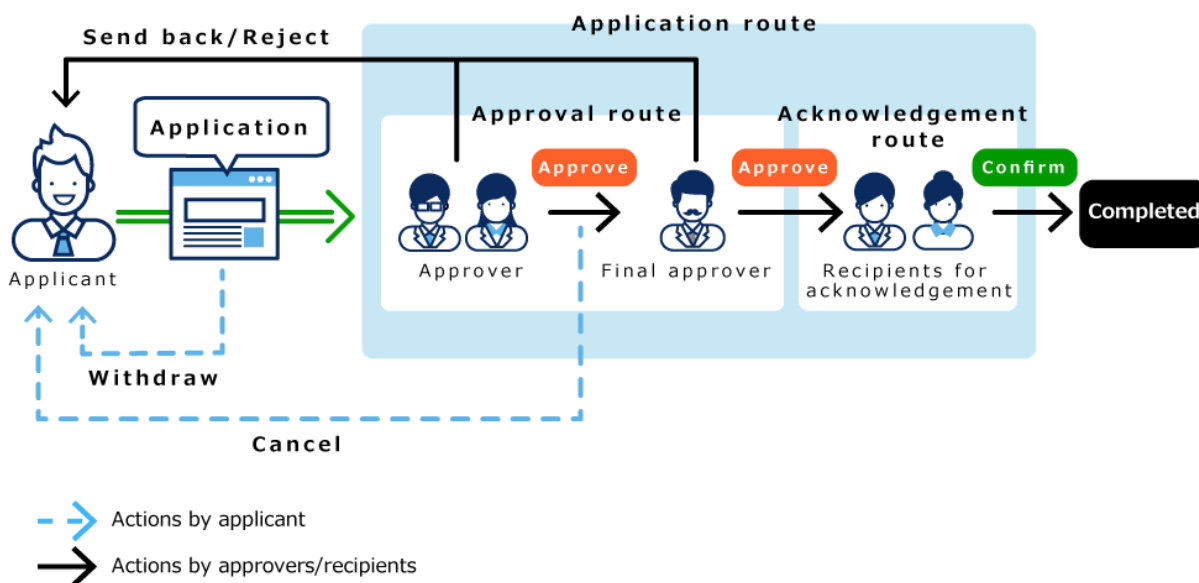 Application route
Send back/Reject
Application
Approval route
Acknowledgement
route
Approve
Approve
Confirm
Completed
Applicant
Approver
Final approver
Recipients for
acknowledgement
Withdraw
Cancel
Actions by applicant
Actions by approvers/recipients